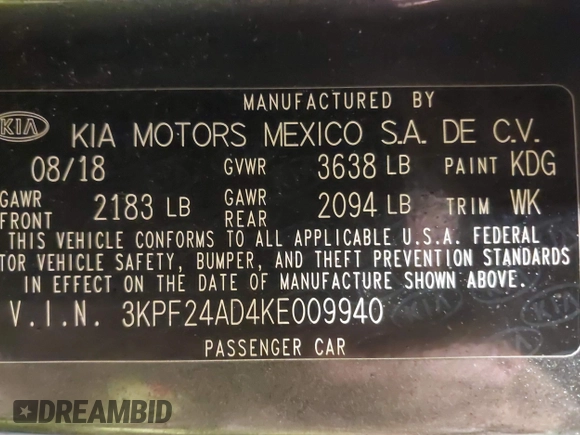 MANUFACTURED BY
KIA KIA MOTORS MEXICO S.A. DE C.V.
08/18 GVWR 3638 LB PAINT KDG
GAWR FRONT 2183 LB GAWR REAR 2094 LB TRIM WK
THIS VEHICLE CONFORMS TO ALL APPLICABLE U.S.A. FEDERAL
TOR VEHICLE SAFETY, BUMPER, AND THEFT PREVENTION STANDARDS
IN EFFECT ON THE DATE OF MANUFACTURE SHOWN ABOVE.
V.I.N. 3KPF24AD4KE009940
PASSENGER CAR
DREAMBID